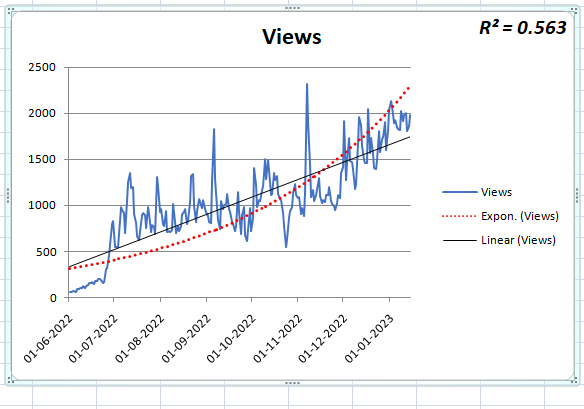 R² = 0.563
Views
2500
2000
1500
1000
500
0
01-06-2022
01-07-2022
01-08-2022
01-09-2022
01-10-2022
01-11-2022
01-12-2022
01-01-2023
Views
Expon. (Views)
Linear (Views)